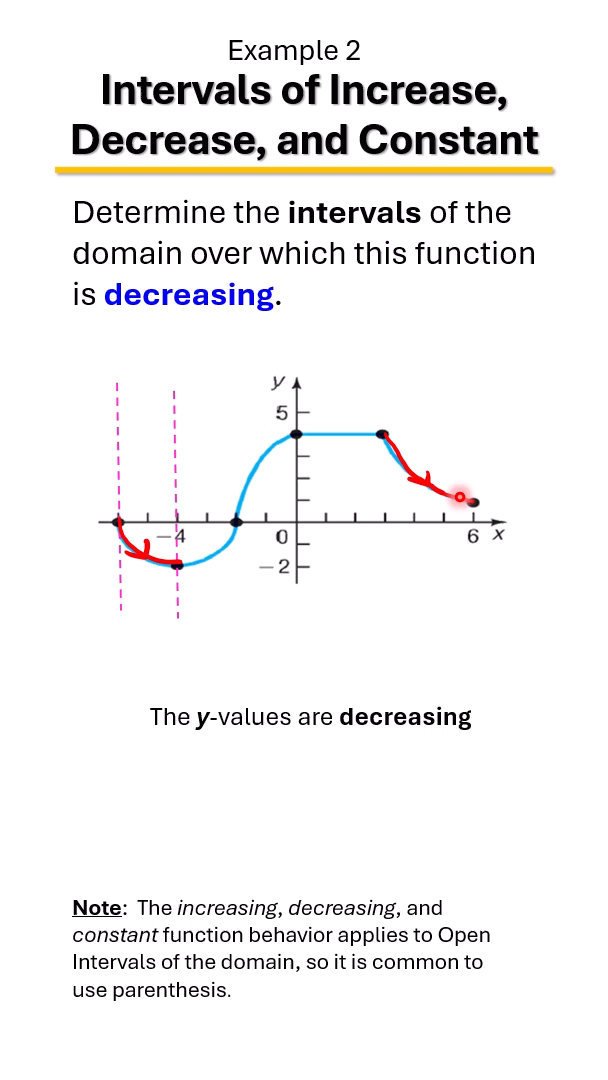 Example 2
Intervals of Increase,
Decrease, and Constant
Determine the intervals of the
domain over which this function
is decreasing.
y
5
−4
0
6 x
−2
The y-values are decreasing
Note: The increasing, decreasing, and
constant function behavior applies to Open
Intervals of the domain, so it is common to
use parenthesis.